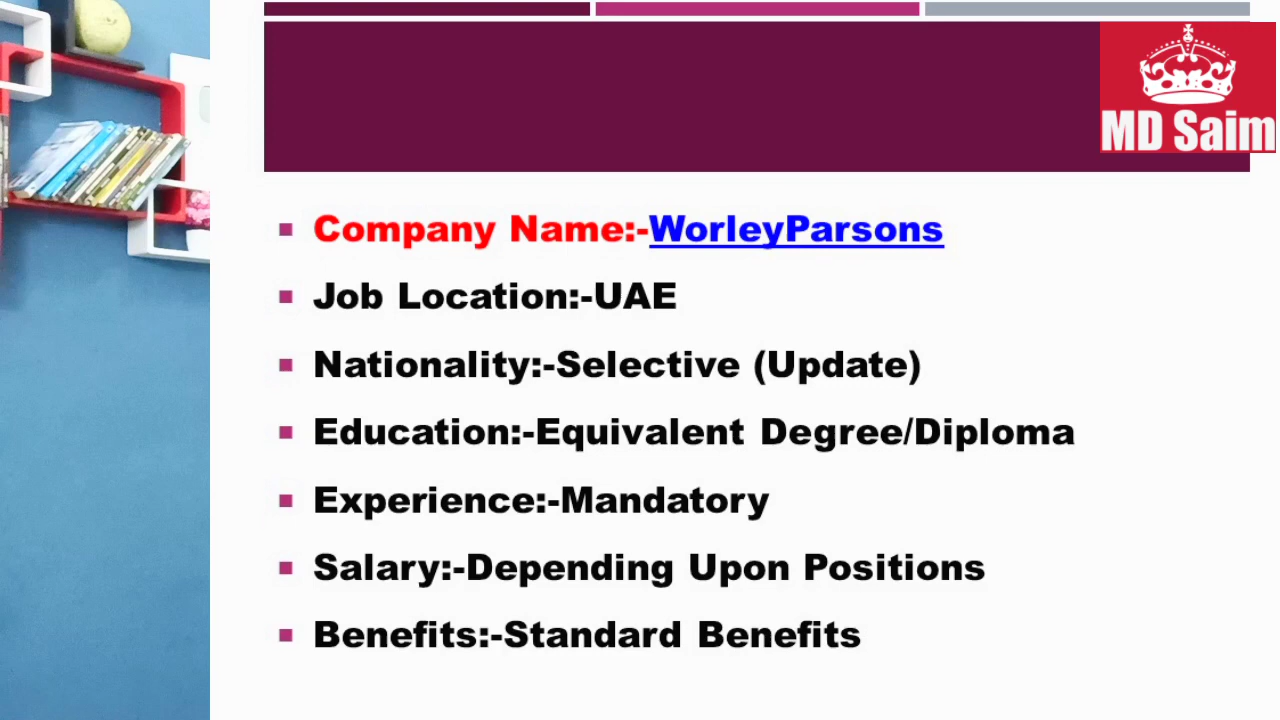 MD Saim
Company Name:-WorleyParsons
Job Location:-UAE
Nationality:-Selective (Update)
Education:-Equivalent Degree/Diploma
Experience:-Mandatory
Salary:-Depending Upon Positions
Benefits:-Standard Benefits